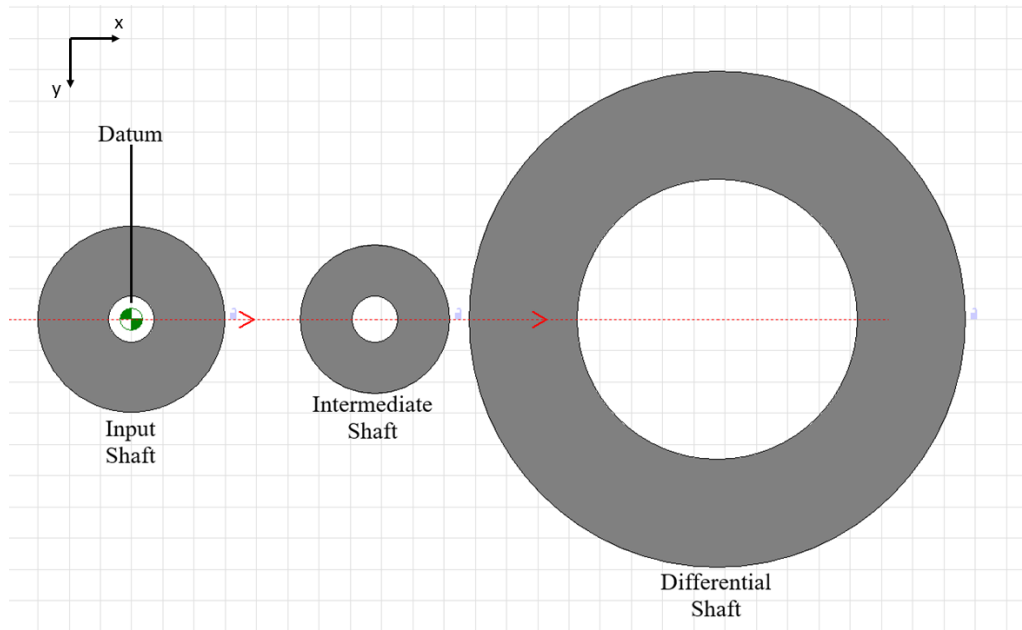 x
y
Datum
Input
Shaft
Intermediate
Shaft
Differential
Shaft